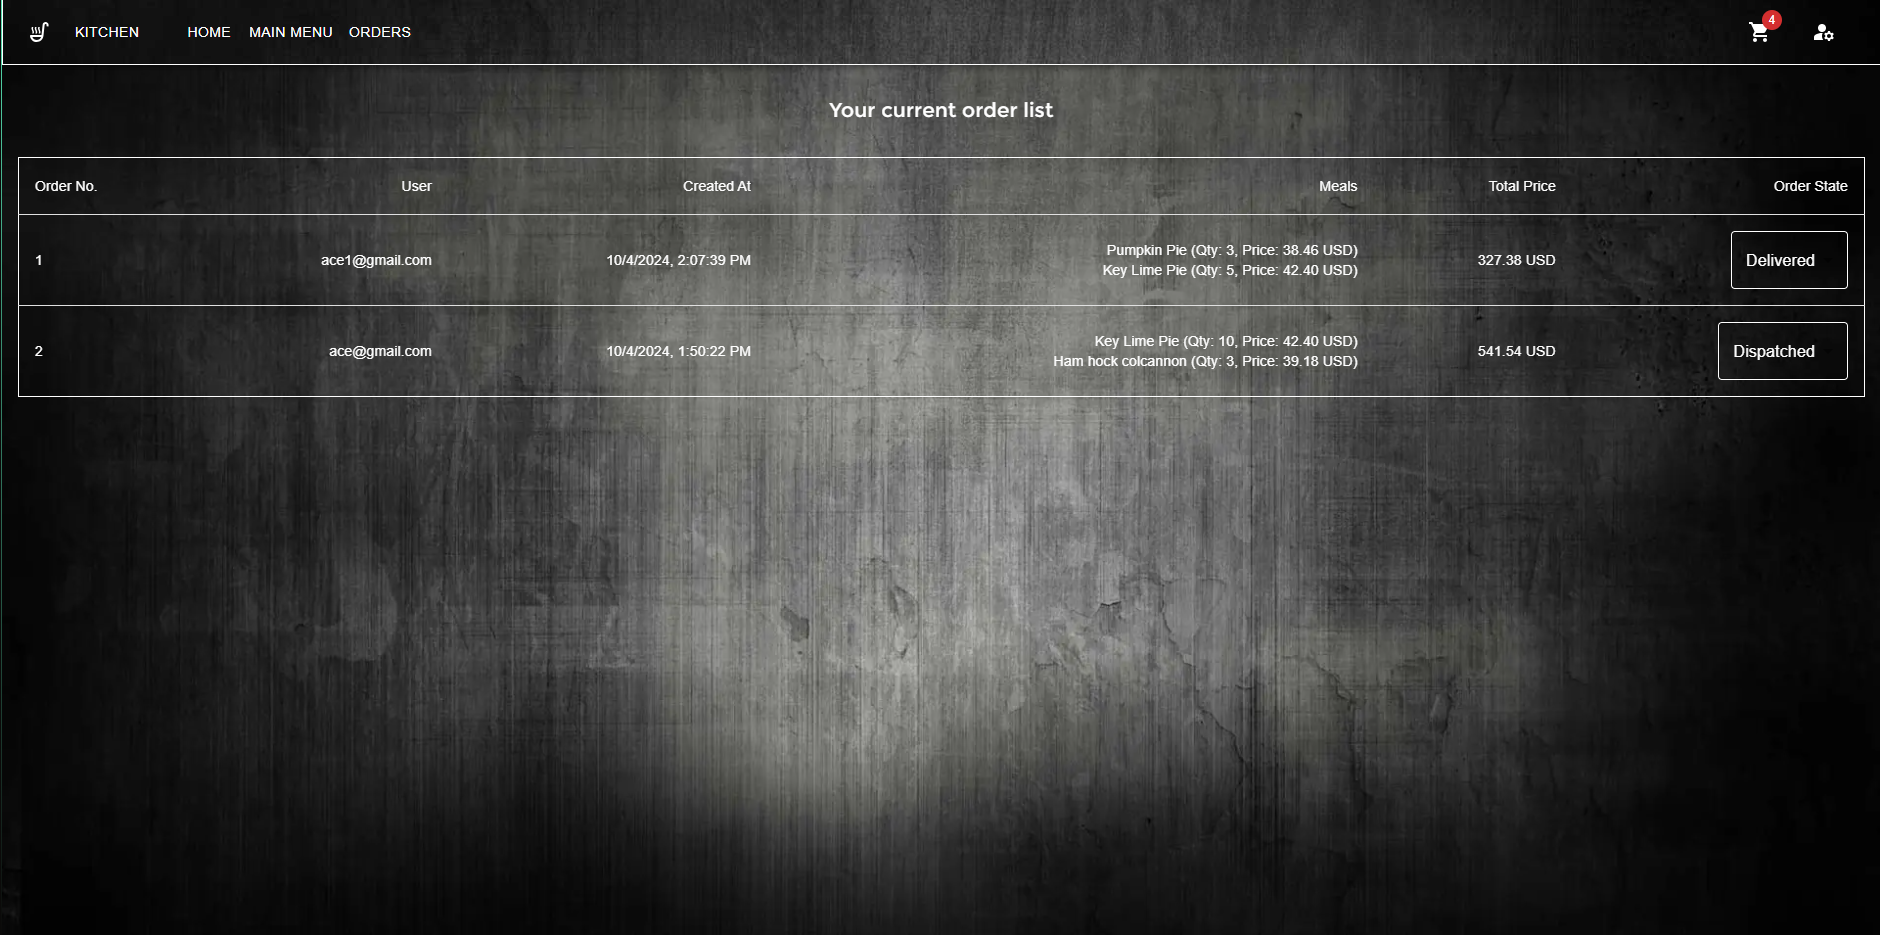 KITCHEN HOME MAIN MENU ORDERS 4
Your current order list
Order No. User Created At Meals Total Price Order State
1 ace1@gmail.com 10/4/2024, 2:07:39 PM Pumpkin Pie (Qty: 3, Price: 38.46 USD) 327.38 USD Delivered
Key Lime Pie (Qty: 5, Price: 42.40 USD)
2 ace@gmail.com 10/4/2024, 1:50:22 PM Key Lime Pie (Qty: 10, Price: 42.40 USD) 541.54 USD Dispatched
Ham hock colcannon (Qty: 3, Price: 39.18 USD)